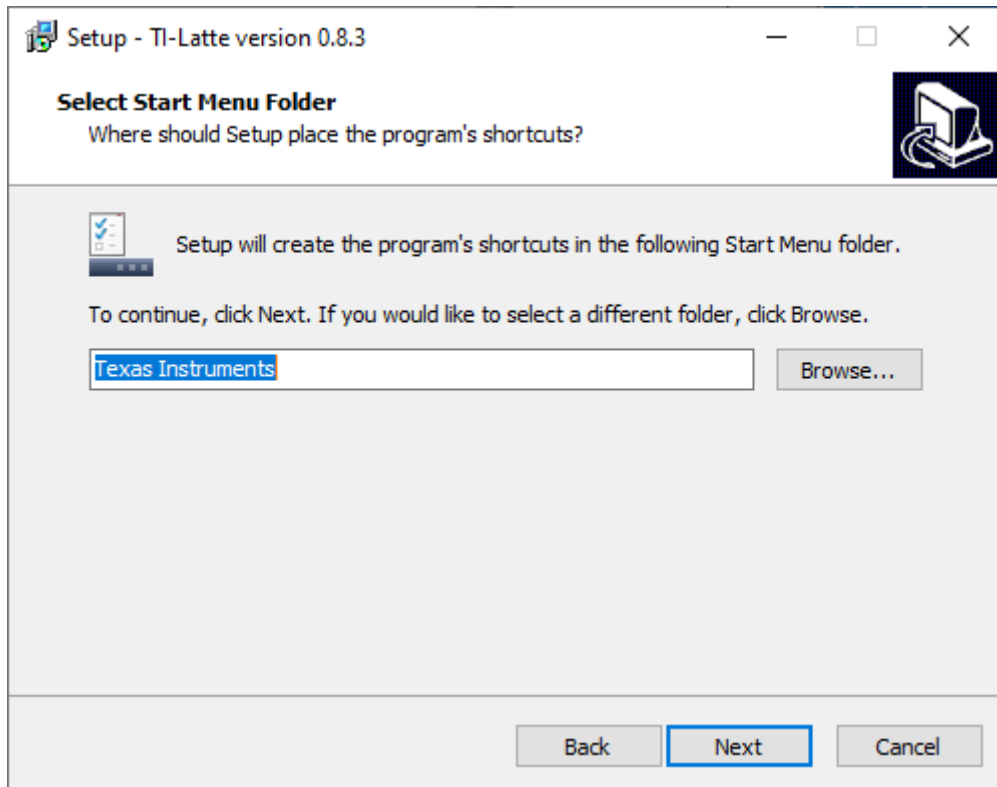 Setup - TI-Latte version 0.8.3
Select Start Menu Folder
Where should Setup place the program's shortcuts?
Setup will create the program's shortcuts in the following Start Menu folder.
To continue, click Next. If you would like to select a different folder, click Browse.
Texas Instruments
Browse...
Back
Next
Cancel